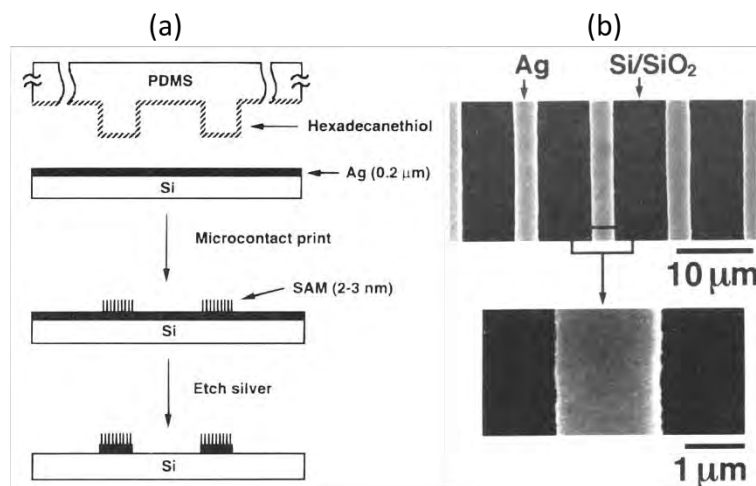 (a)
PDMS
Hexadecanethiol
Ag (0.2 μm)
Si
Microcontact print
SAM (2-3 nm)
Si
Etch silver
Si
(b)
Ag
Si/SiO₂
10 μm
1 μm